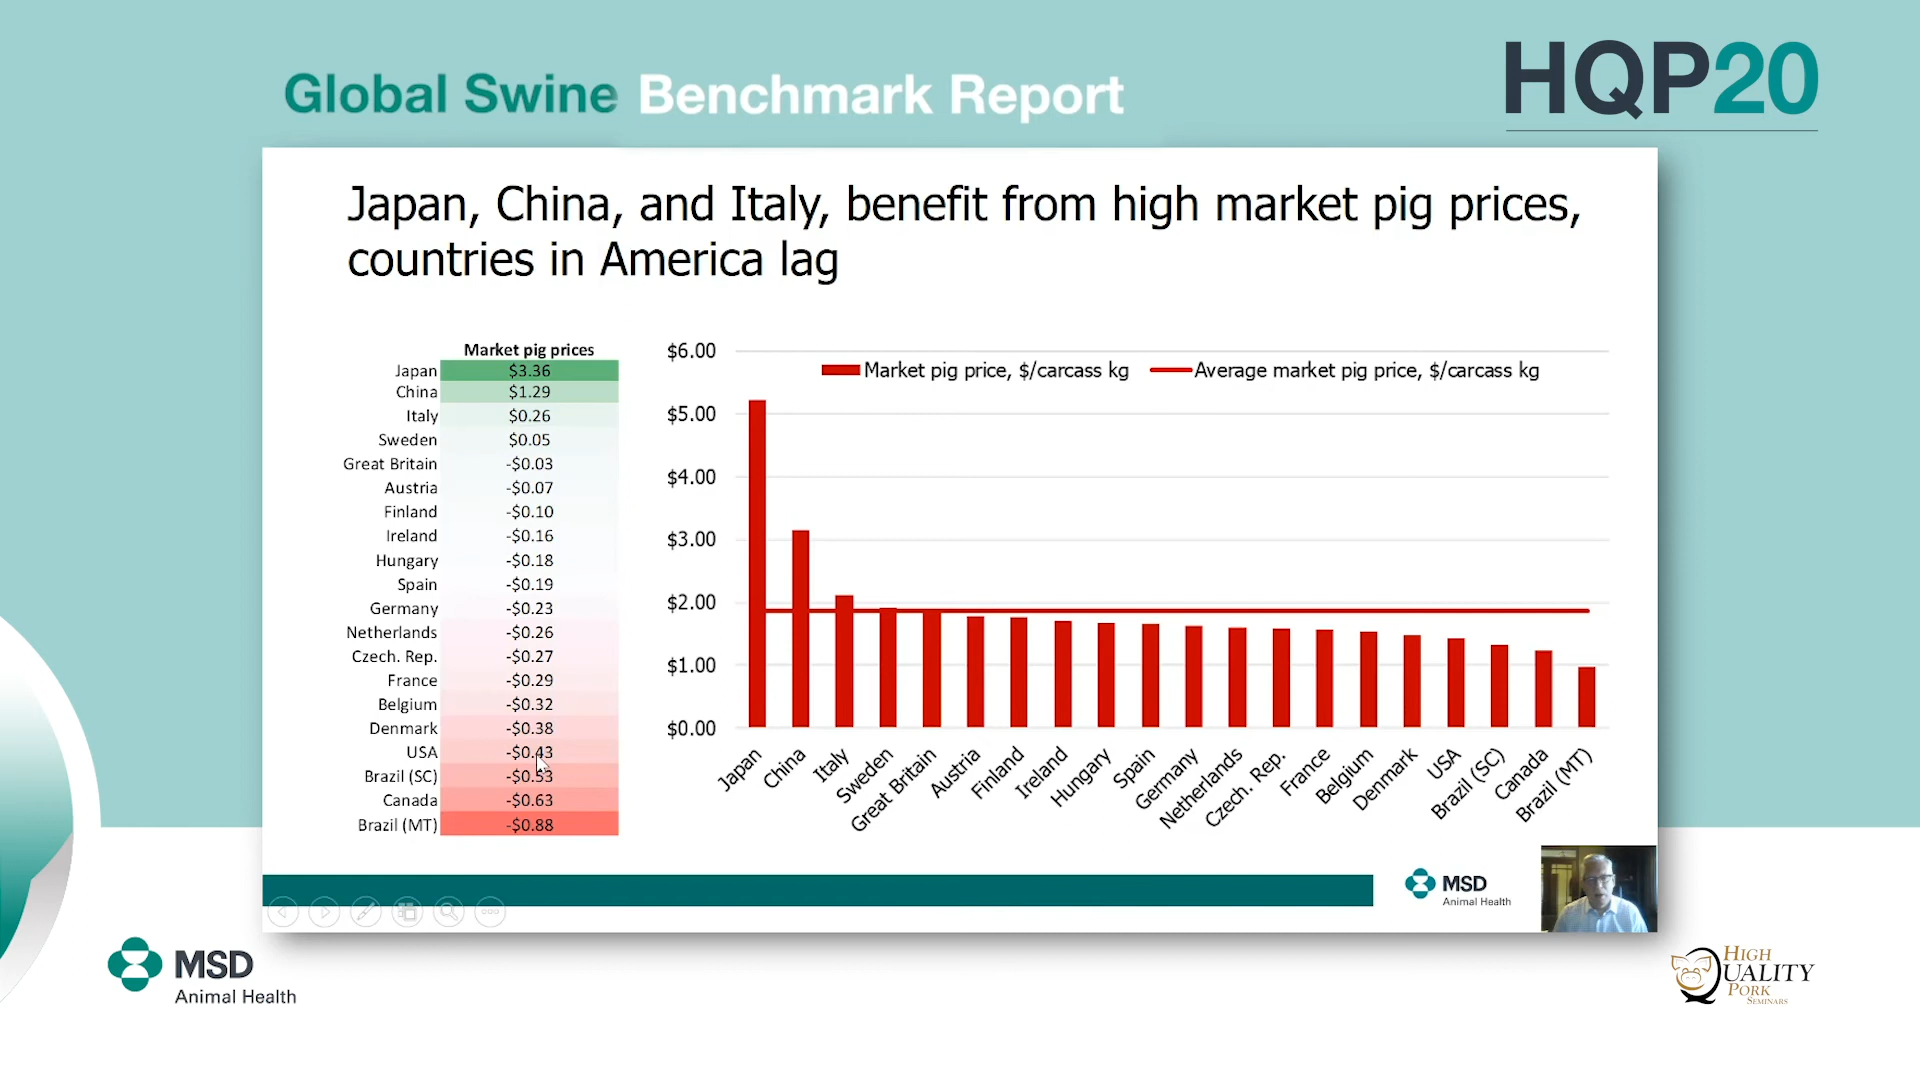 Global Swine Benchmark Report
HQP20
Japan, China, and Italy, benefit from high market pig prices,
countries in America lag
Market pig prices
Japan $3.36
China $1.29
Italy $0.26
Sweden $0.05
Great Britain -$0.03
Austria -$0.07
Finland -$0.10
Ireland -$0.16
Hungary -$0.18
Spain -$0.19
Germany -$0.23
Netherlands -$0.26
Czech. Rep. -$0.27
France -$0.29
Belgium -$0.32
Denmark -$0.38
USA -$0.43
Brazil (SC) -$0.53
Canada -$0.63
Brazil (MT) -$0.88
Market pig price, $/carcass kg
Average market pig price, $/carcass kg
$6.00
$5.00
$4.00
$3.00
$2.00
$1.00
$0.00
Japan
China
Italy
Sweden
Great Britain
Austria
Finland
Ireland
Hungary
Spain
Germany
Netherlands
Czech. Rep.
France
Belgium
Denmark
USA
Brazil (SC)
Canada
Brazil (MT)
MSD
Animal Health
MSD
Animal Health
HIGH
QUALITY
PORK
SEMINARS